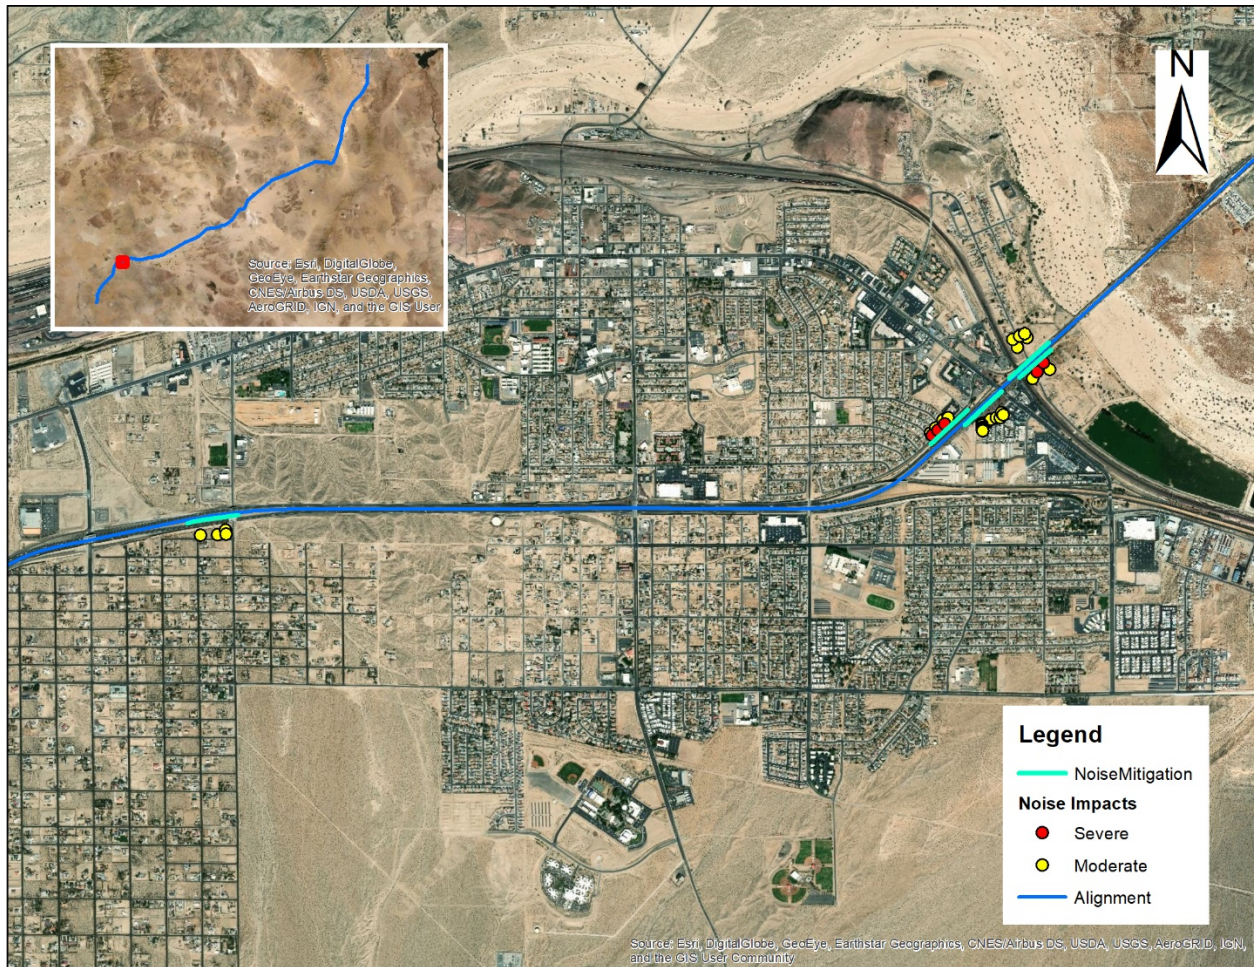 Source: Esri, DigitalGlobe,
GeoEye, Earthstar Geographics,
CNES/Airbus DS, USDA, USGS,
AeroGRID, IGN, and the GIS User
N
Legend
NoiseMitigation
Noise Impacts
Severe
Moderate
Alignment
Source: Esri, DigitalGlobe, GeoEye, Earthstar Geographics, CNES/Airbus DS, USDA, USGS, AeroGRID, IGN,
and the GIS User Community